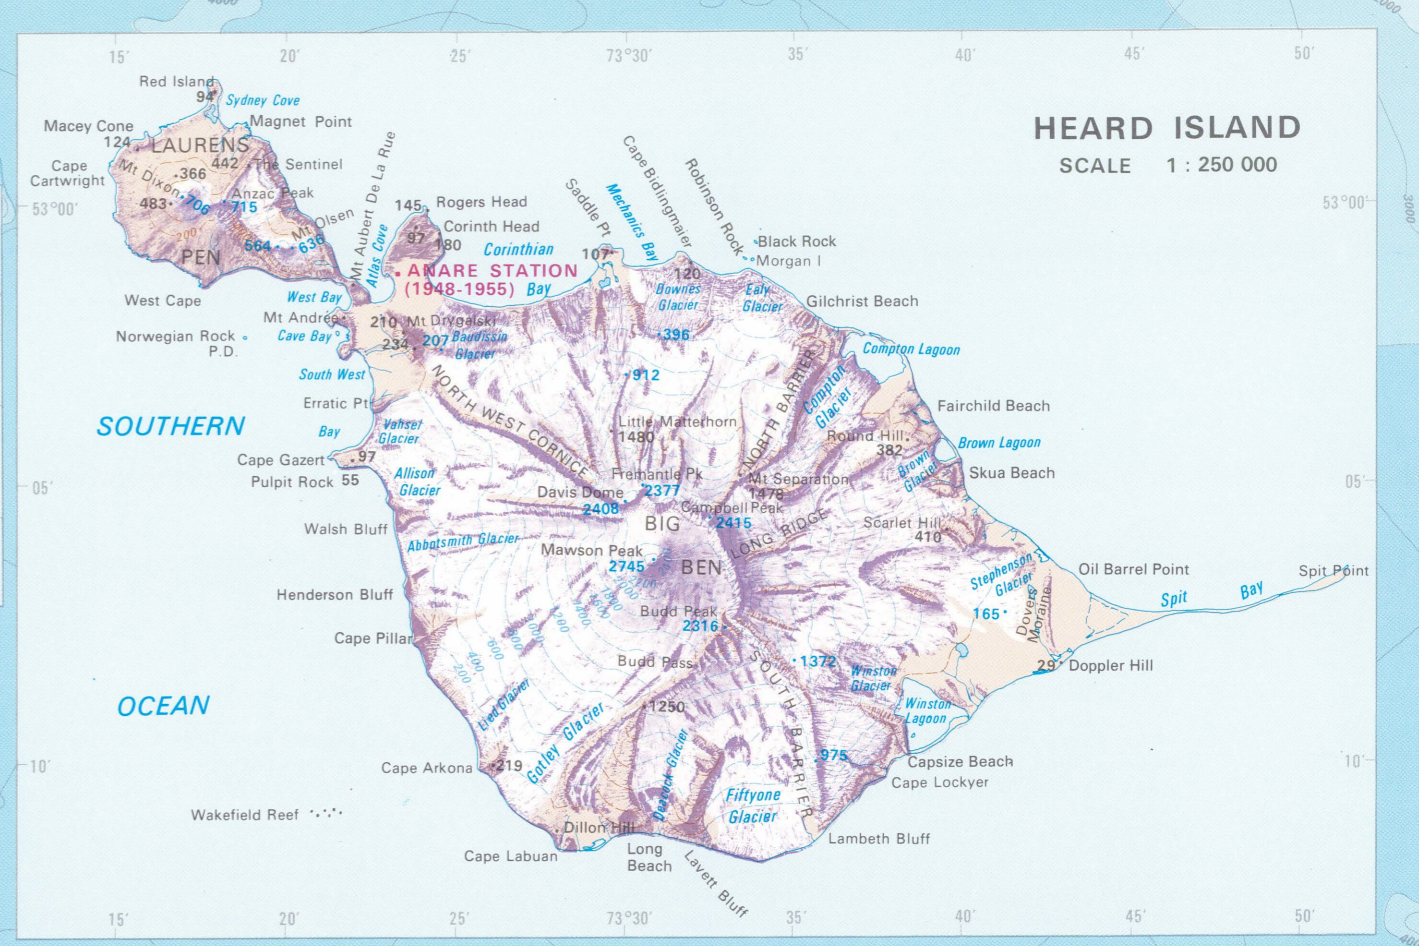 4000
2000
15'
20'
25'
73°30'
35'
40'
45'
50'
HEARD ISLAND
SCALE 1 : 250 000
Red Island
94
Sydney Cove
Macey Cone
124
Magnet Point
LAURENS
442
The Sentinel
Cape
Cartwright
Mt Dixon
366
483
706
Anzac Peak
715
200
Mt Olsen
564
636
PEN
West Cape
Mt Aubert De La Rue
Atlas Cove
145
Rogers Head
Corinth Head
97
180
Corinthian
Bay
ANARE STATION
(1948-1955)
Saddle Pt
107
Mechanics Bay
Cape Bidlingmaier
120
Robinson Rock
Black Rock
Morgan I
53°00'
53°00'
3000
West Bay
Mt Andree
Norwegian Rock
P.D.
Cave Bay
210
Mt Drygalski
234
207
Baudissin
Glacier
Downes
Glacier
Ealy
Glacier
Gilchrist Beach
396
912
Compton Lagoon
Compton
Glacier
South West
Bay
Erratic Pt
NORTH WEST CORNICE
NORTH BARRIER
Little Matterhorn
1480
Fairchild Beach
Round Hill
382
Brown Lagoon
Brown
Glacier
Skua Beach
SOUTHERN
OCEAN
Vahsel
Glacier
Cape Gazert
97
Pulpit Rock
55
Allison
Glacier
Fremantle Pk
2377
Mt Separation
1478
05'
05'
Davis Dome
2408
Campbell Peak
2415
BIG
BEN
LONG RIDGE
Scarlet Hill
410
Walsh Bluff
Abbotsmith Glacier
Mawson Peak
2745
Stephenson
Glacier
165
Dovers
Moraine
Oil Barrel Point
Spit Bay
Spit Point
Henderson Bluff
Cape Pillar
Budd Peak
2316
200
400
600
Budd Pass
1372
SOUTH BARRIER
29
Doppler Hill
Winston
Glacier
Winston
Lagoon
Lied Glacier
Gotley Glacier
1250
Deacock Glacier
975
Capsize Beach
Cape Lockyer
Fiftyone
Glacier
Cape Arkona
219
10'
10'
Wakefield Reef
Dillon Hill
Cape Labuan
Long
Beach
Lavett Bluff
Lambeth Bluff
15'
20'
25'
73°30'
35'
40'
45'
50'